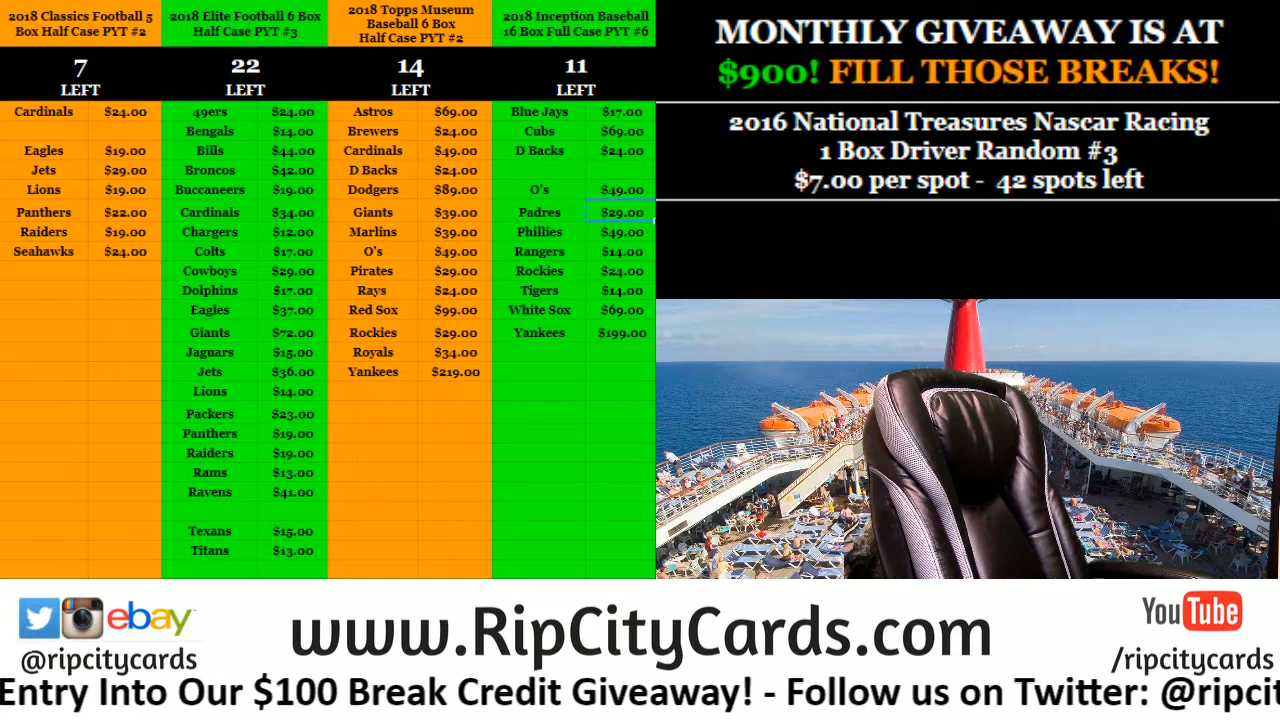 2018 Classics Football 5
Box Half Case PYT #2
7
LEFT
Cardinals $24.00
Eagles $19.00
Jets $29.00
Lions $19.00
Panthers $22.00
Raiders $19.00
Seahawks $24.00
2018 Elite Football 6 Box
Half Case PYT #3
22
LEFT
49ers $24.00
Bengals $14.00
Bills $44.00
Broncos $42.00
Buccaneers $19.00
Cardinals $34.00
Chargers $12.00
Colts $17.00
Cowboys $29.00
Dolphins $17.00
Eagles $37.00
Giants $72.00
Jaguars $15.00
Jets $36.00
Lions $14.00
Packers $23.00
Panthers $19.00
Raiders $19.00
Rams $13.00
Ravens $41.00
Texans $15.00
Titans $13.00
2018 Topps Museum
Baseball 6 Box
Half Case PYT #2
14
LEFT
Astros $69.00
Brewers $24.00
Cardinals $49.00
D Backs $24.00
Dodgers $89.00
Giants $39.00
Marlins $39.00
O's $49.00
Pirates $29.00
Rays $24.00
Red Sox $99.00
Rockies $29.00
Royals $34.00
Yankees $219.00
2018 Inception Baseball
16 Box Full Case PYT #6
11
LEFT
Blue Jays $17.00
Cubs $69.00
D Backs $24.00
O's $49.00
Padres $29.00
Phillies $49.00
Rangers $14.00
Rockies $24.00
Tigers $14.00
White Sox $69.00
Yankees $199.00
MONTHLY GIVEAWAY IS AT
$900! FILL THOSE BREAKS!
2016 National Treasures Nascar Racing
1 Box Driver Random #3
$7.00 per spot - 42 spots left
ebay
@ripcitycards
www.RipCityCards.com
YouTube
/ripcitycards
Entry Into Our $100 Break Credit Giveaway! - Follow us on Twitter: @ripcit